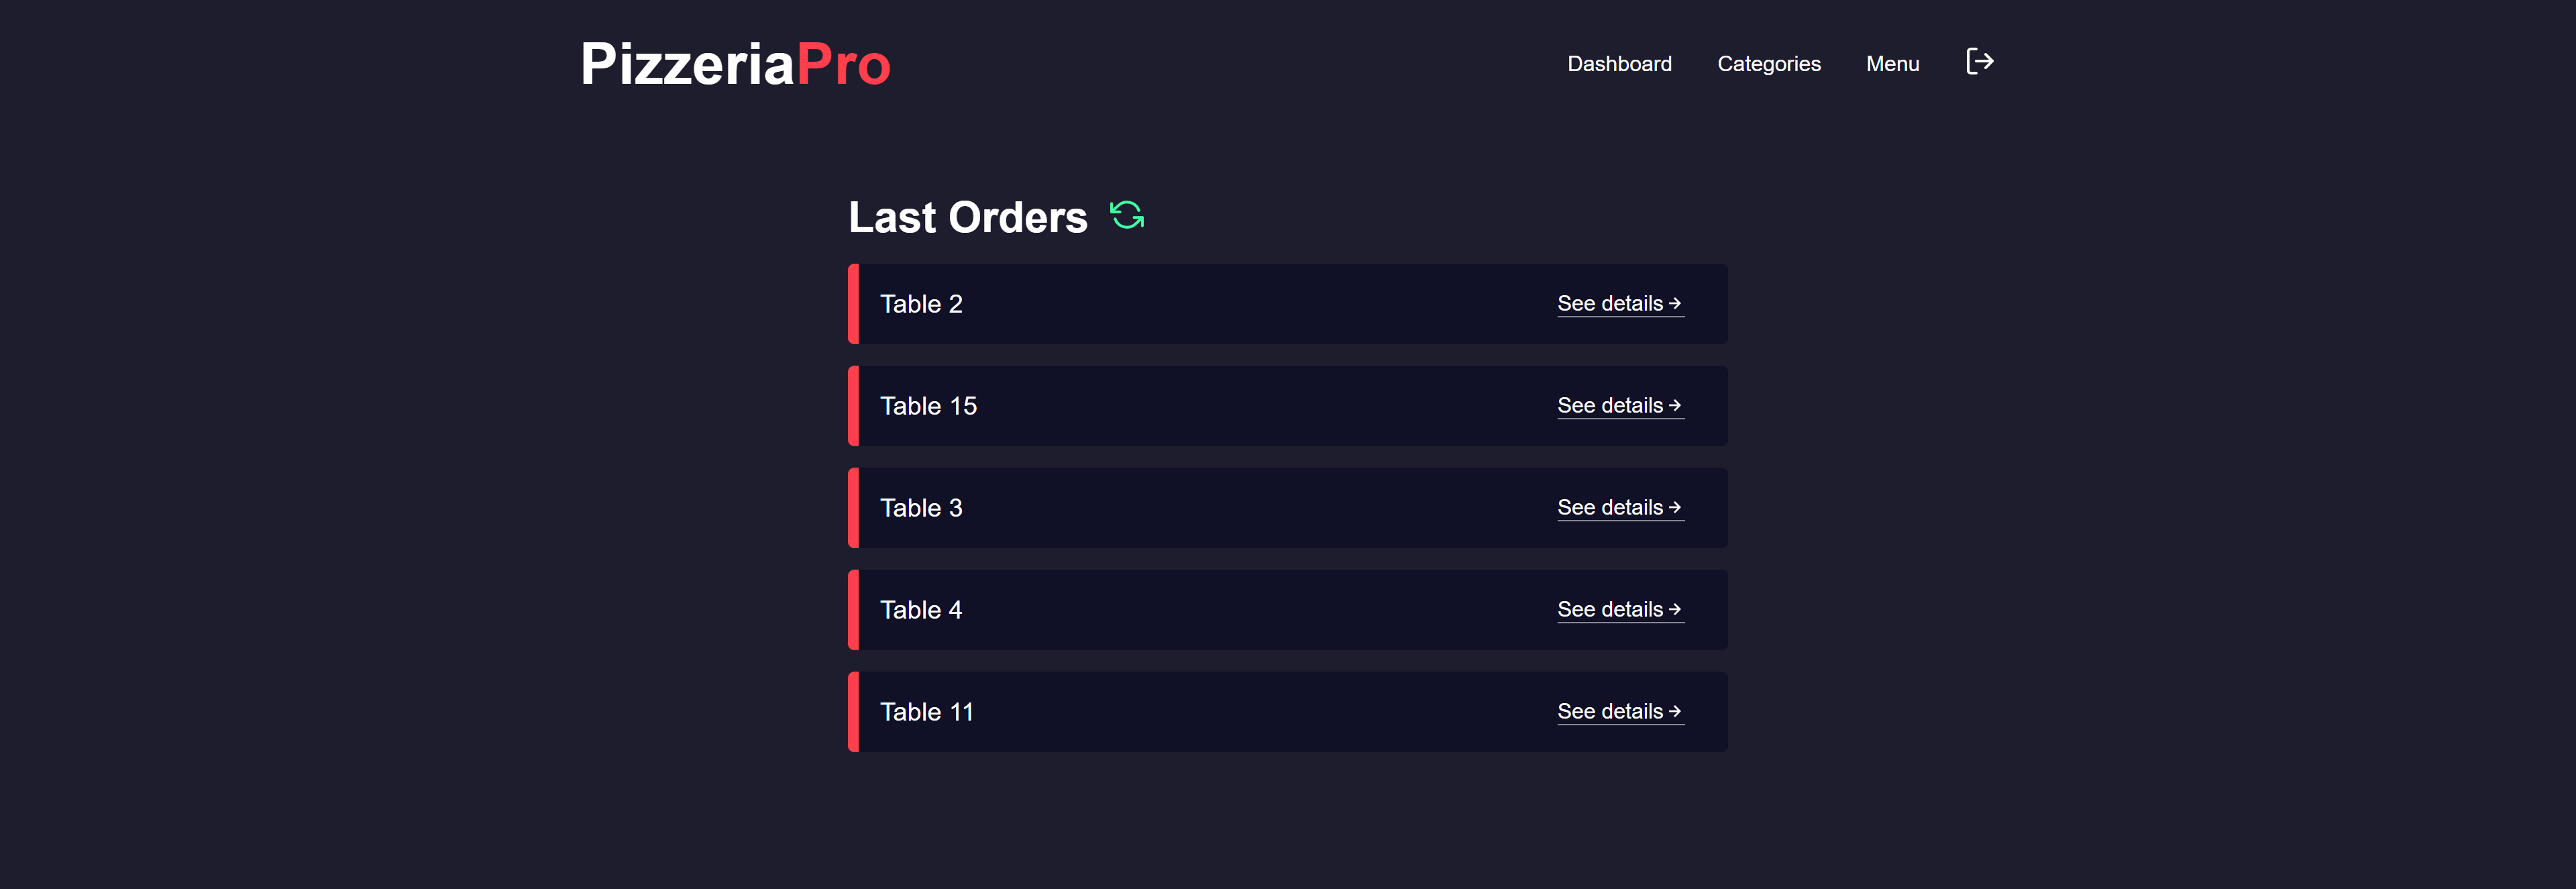 PizzeriaPro
Dashboard Categories Menu
Last Orders
Table 2 See details
Table 15 See details
Table 3 See details
Table 4 See details
Table 11 See details